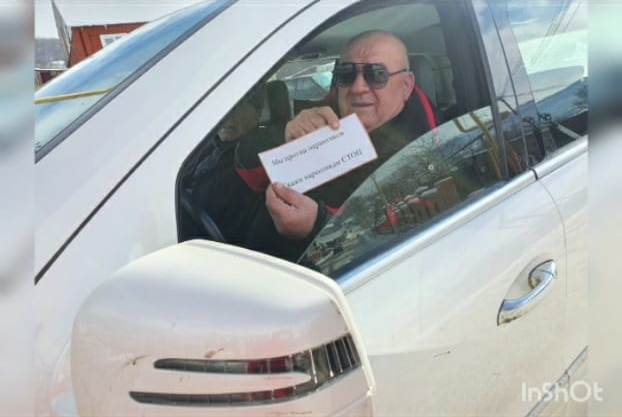 Мы против наркотиков
Скажи наркотикам СТОП
InShOt